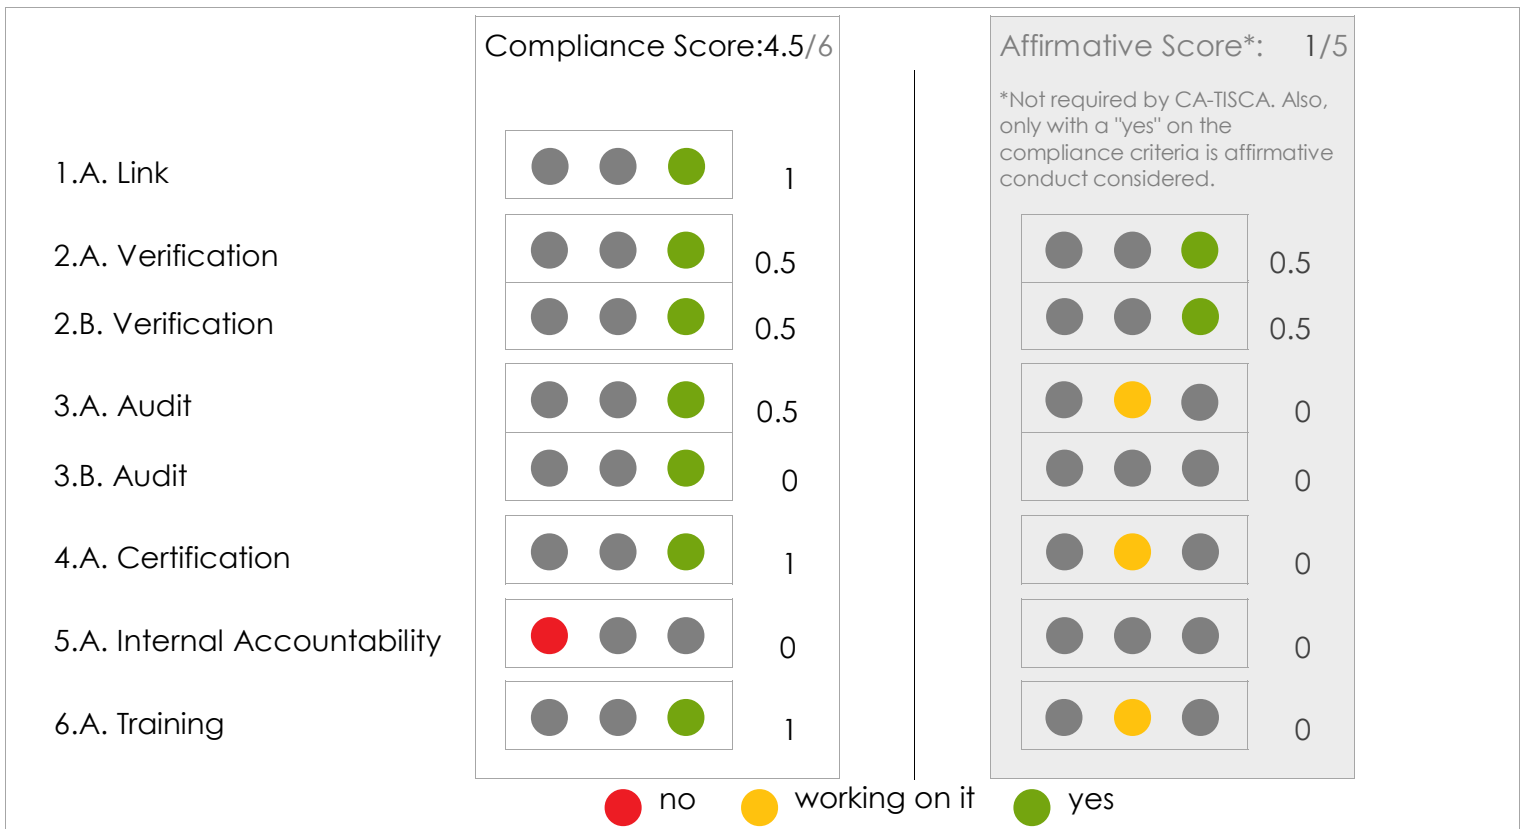 Compliance Score:4.5/6
Affirmative Score*: 1/5
*Not required by CA-TISCA. Also,
only with a "yes" on the
compliance criteria is affirmative
conduct considered.
1.A. Link 1
2.A. Verification 0.5 0.5
2.B. Verification 0.5 0.5
3.A. Audit 0.5 0
3.B. Audit 0 0
4.A. Certification 1 0
5.A. Internal Accountability 0 0
6.A. Training 1 0
no working on it yes